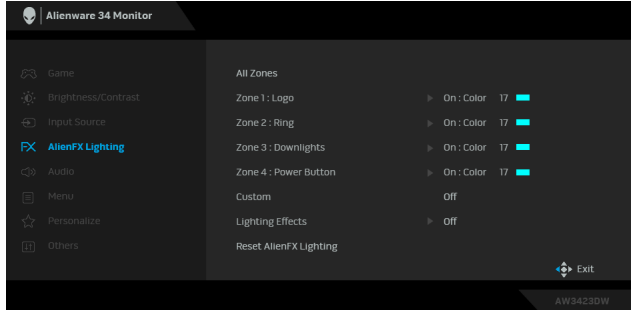 Alienware 34 Monitor
Game
Brightness/Contrast
Input Source
FX AlienFX Lighting
Audio
Menu
Personalize
Others
All Zones
Zone 1 : Logo On : Color 17
Zone 2 : Ring On : Color 17
Zone 3 : Downlights On : Color 17
Zone 4 : Power Button On : Color 17
Custom Off
Lighting Effects Off
Reset AlienFX Lighting
Exit
AW3423DW